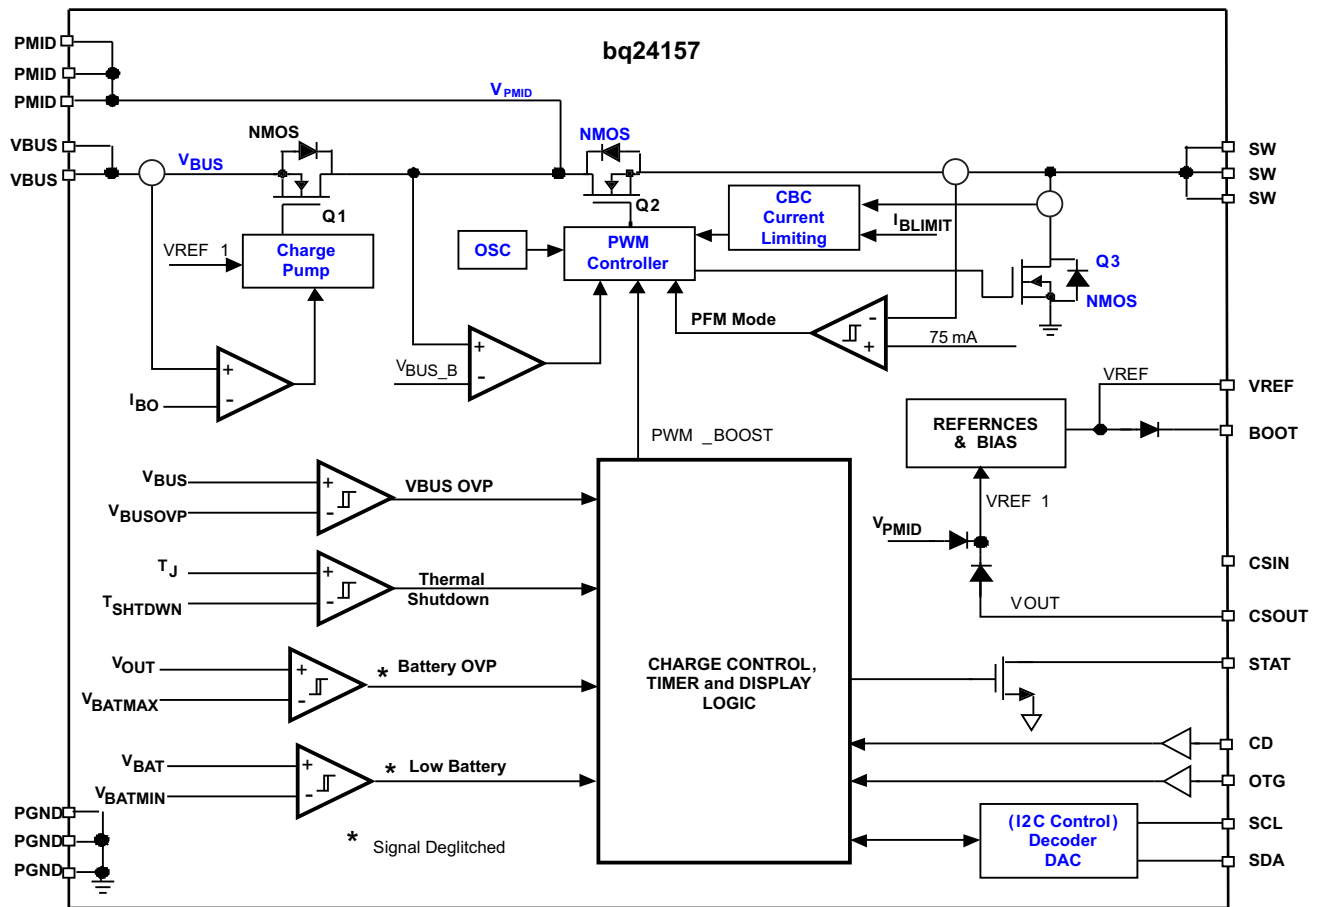 bq24157
PMID
PMID
PMID
VBUS
VBUS
VPMID
VBUS
NMOS
Q1
NMOS
Q2
SW
SW
SW
CBC
Current
Limiting
IBLIMIT
OSC
PWM
Controller
VREF 1
Charge
Pump
Q3
NMOS
PFM Mode
-
+
75 mA
+
-
IBO
+
-
VBUS_B
PWM _BOOST
VREF
VREF
BOOT
REFERNCES
& BIAS
VREF 1
VPMID
VOUT
CSIN
CSOUT
VBUS
VBUSOVP
+
-
VBUS OVP
TJ
TSHTDWN
+
-
Thermal
Shutdown
VOUT
VBATMAX
+
-
* Battery OVP
VBAT
VBATMIN
+
-
* Low Battery
* Signal Deglitched
CHARGE CONTROL,
TIMER and DISPLAY
LOGIC
STAT
CD
OTG
(I2C Control)
Decoder
DAC
SCL
SDA
PGND
PGND
PGND